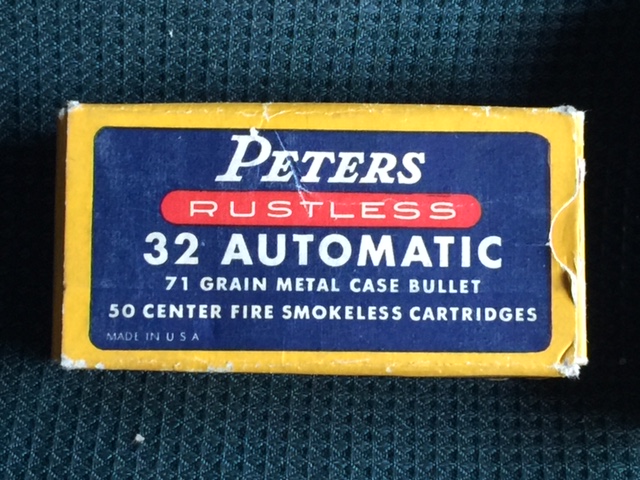 PETERS
RUSTLESS
32 AUTOMATIC
71 GRAIN METAL CASE BULLET
50 CENTER FIRE SMOKELESS CARTRIDGES
MADE IN U S A